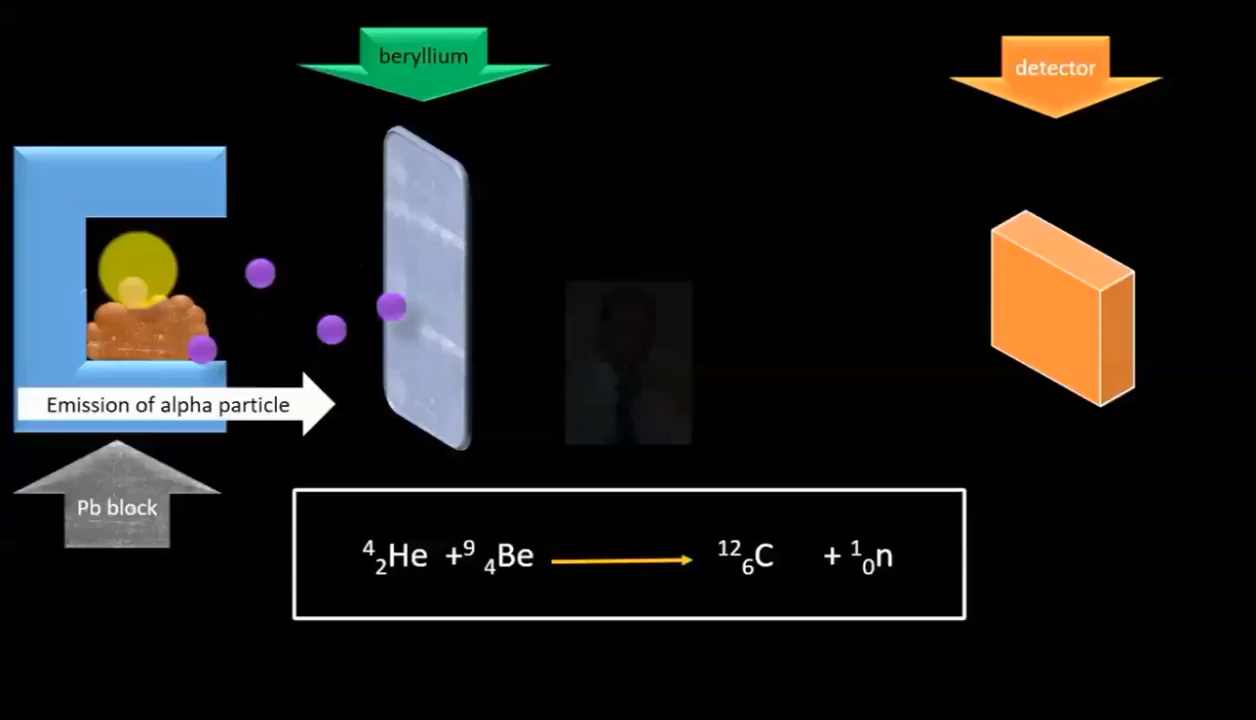 beryllium
detector
Emission of alpha particle
Pb block
⁴₂He +⁹₄Be → ¹²₆C + ¹₀n